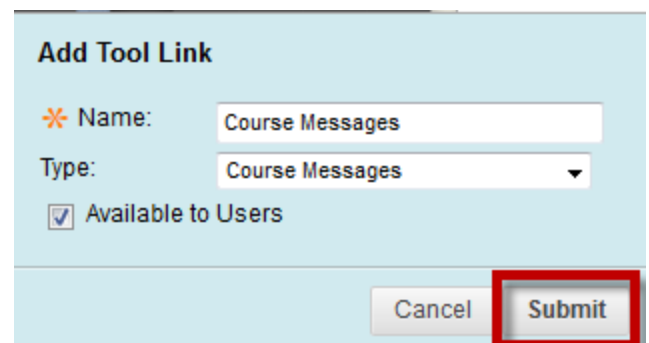 Add Tool Link
Name: Course Messages
Type: Course Messages
Available to Users
Cancel Submit